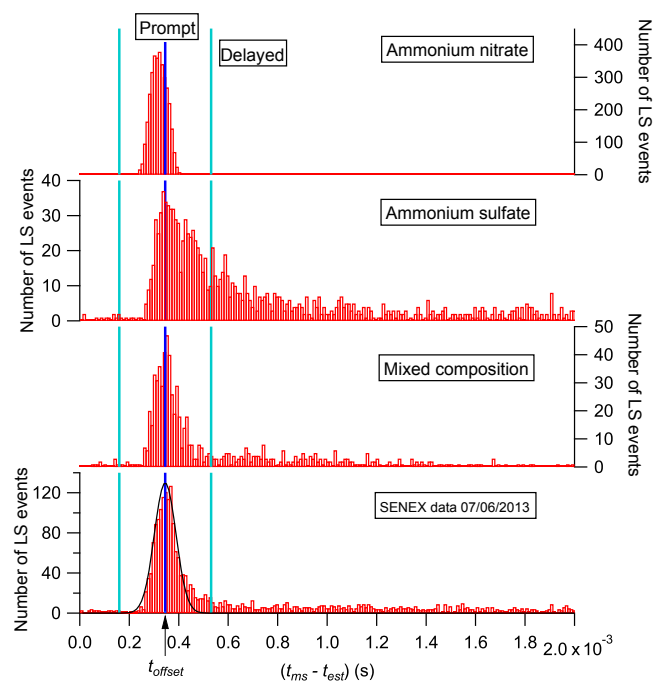 Prompt
Delayed
Ammonium nitrate
400
300
200
100
0
Number of LS events
40
30
20
10
0
Number of LS events
Ammonium sulfate
50
40
30
20
10
0
Number of LS events
Mixed composition
120
80
40
0
Number of LS events
SENEX data 07/06/2013
0.0 0.2 0.4 0.6 0.8 1.0 1.2 1.4 1.6 1.8 2.0 ×10⁻³
t_offset (t_ms - t_est) (s)